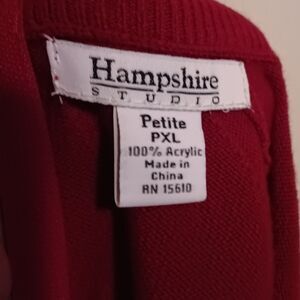 Hampshire
STUDIO
Petite
PXL
100% Acrylic
Made in
China
RN 15610